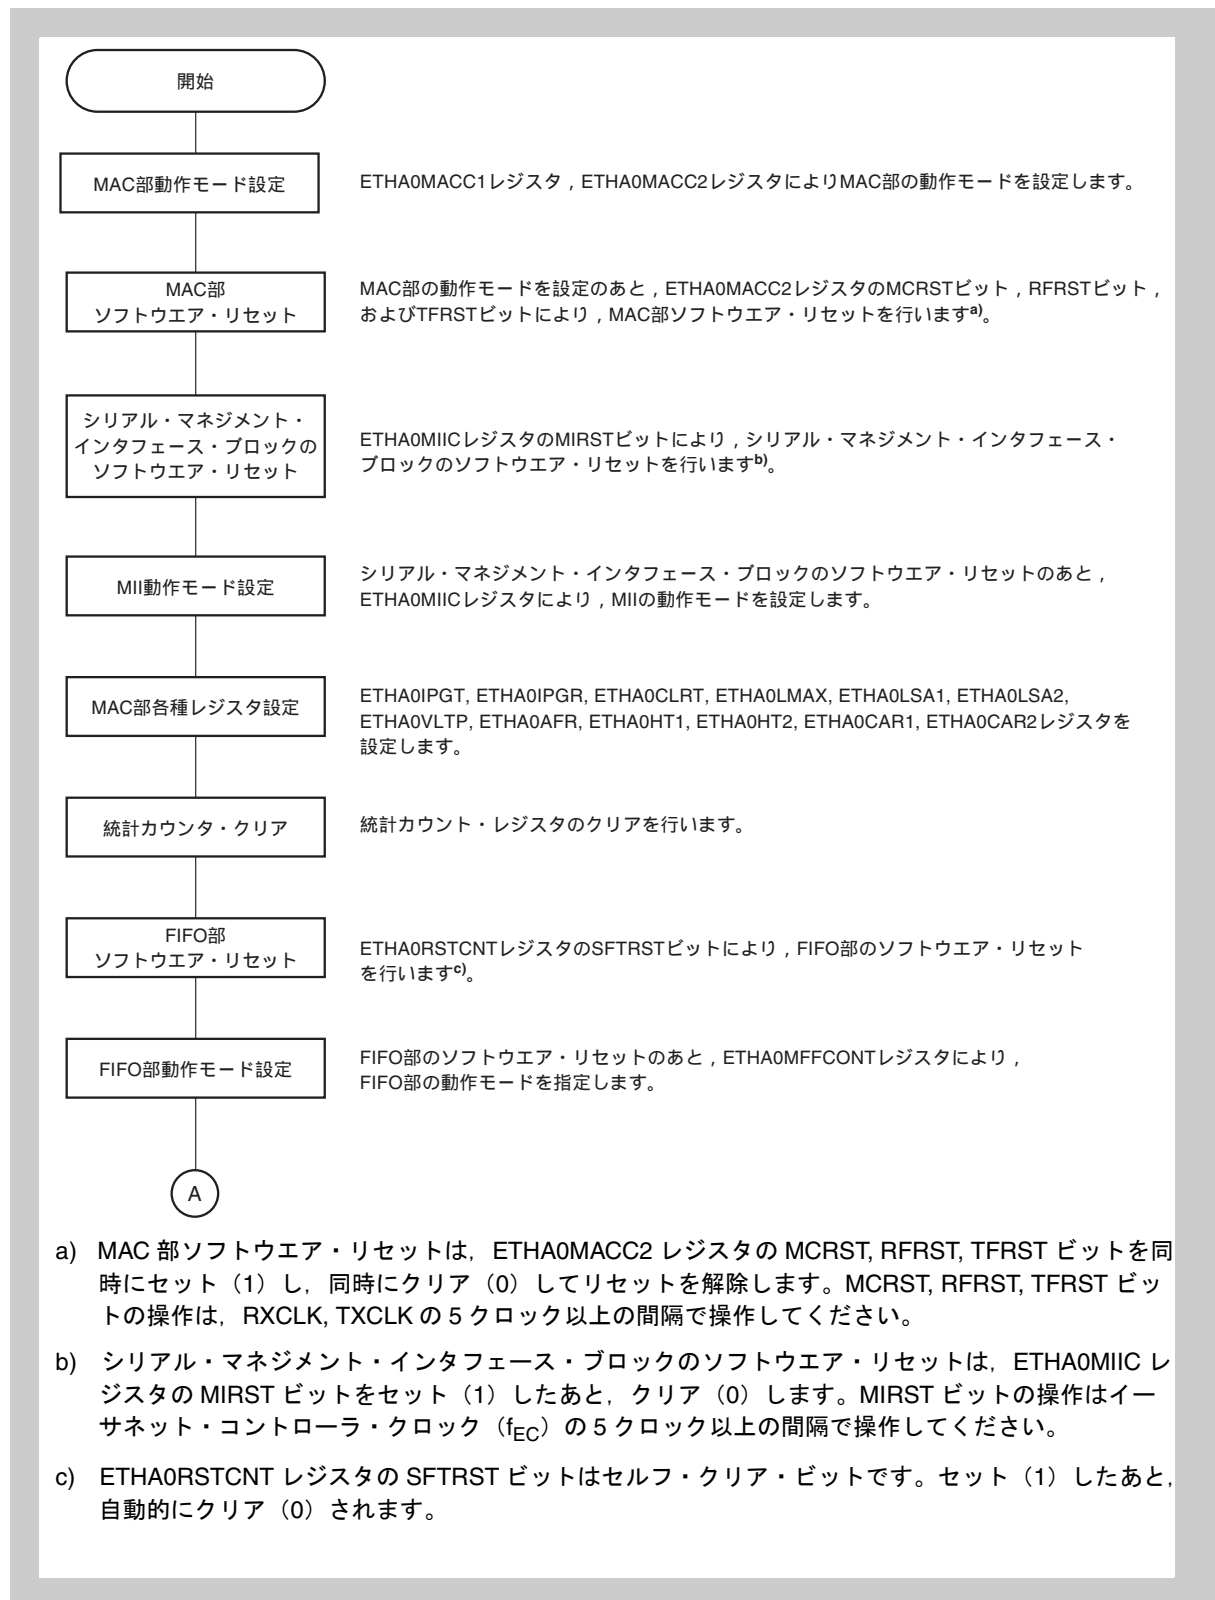 開始
MAC部動作モード設定
ETHA0MACC1レジスタ，ETHA0MACC2レジスタによりMAC部の動作モードを設定します。
MAC部
ソフトウエア・リセット
MAC部の動作モードを設定のあと，ETHA0MACC2レジスタのMCRSTビット，RFRSTビット，
およびTFRSTビットにより，MAC部ソフトウエア・リセットを行いますa)。
シリアル・マネジメント・
インタフェース・ブロックの
ソフトウエア・リセット
ETHA0MIICレジスタのMIRSTビットにより，シリアル・マネジメント・インタフェース・
ブロックのソフトウエア・リセットを行いますb)。
MII動作モード設定
シリアル・マネジメント・インタフェース・ブロックのソフトウエア・リセットのあと，
ETHA0MIICレジスタにより，MIIの動作モードを設定します。
MAC部各種レジスタ設定
ETHA0IPGT, ETHA0IPGR, ETHA0CLRT, ETHA0LMAX, ETHA0LSA1, ETHA0LSA2,
ETHA0VLTP, ETHA0AFR, ETHA0HT1, ETHA0HT2, ETHA0CAR1, ETHA0CAR2レジスタを
設定します。
統計カウンタ・クリア
統計カウント・レジスタのクリアを行います。
FIFO部
ソフトウエア・リセット
ETHA0RSTCNTレジスタのSFTRSTビットにより，FIFO部のソフトウエア・リセット
を行いますc)。
FIFO部動作モード設定
FIFO部のソフトウエア・リセットのあと，ETHA0MFFCONTレジスタにより，
FIFO部の動作モードを指定します。
A
a) MAC 部ソフトウエア・リセットは，ETHA0MACC2 レジスタの MCRST, RFRST, TFRST ビットを同
時にセット（1）し，同時にクリア（0）してリセットを解除します。MCRST, RFRST, TFRST ビッ
トの操作は，RXCLK, TXCLK の 5 クロック以上の間隔で操作してください。
b) シリアル・マネジメント・インタフェース・ブロックのソフトウエア・リセットは，ETHA0MIIC レ
ジスタの MIRST ビットをセット（1）したあと，クリア（0）します。MIRST ビットの操作はイー
サネット・コントローラ・クロック（fEC）の 5 クロック以上の間隔で操作してください。
c) ETHA0RSTCNT レジスタの SFTRST ビットはセルフ・クリア・ビットです。セット（1）したあと，
自動的にクリア（0）されます。